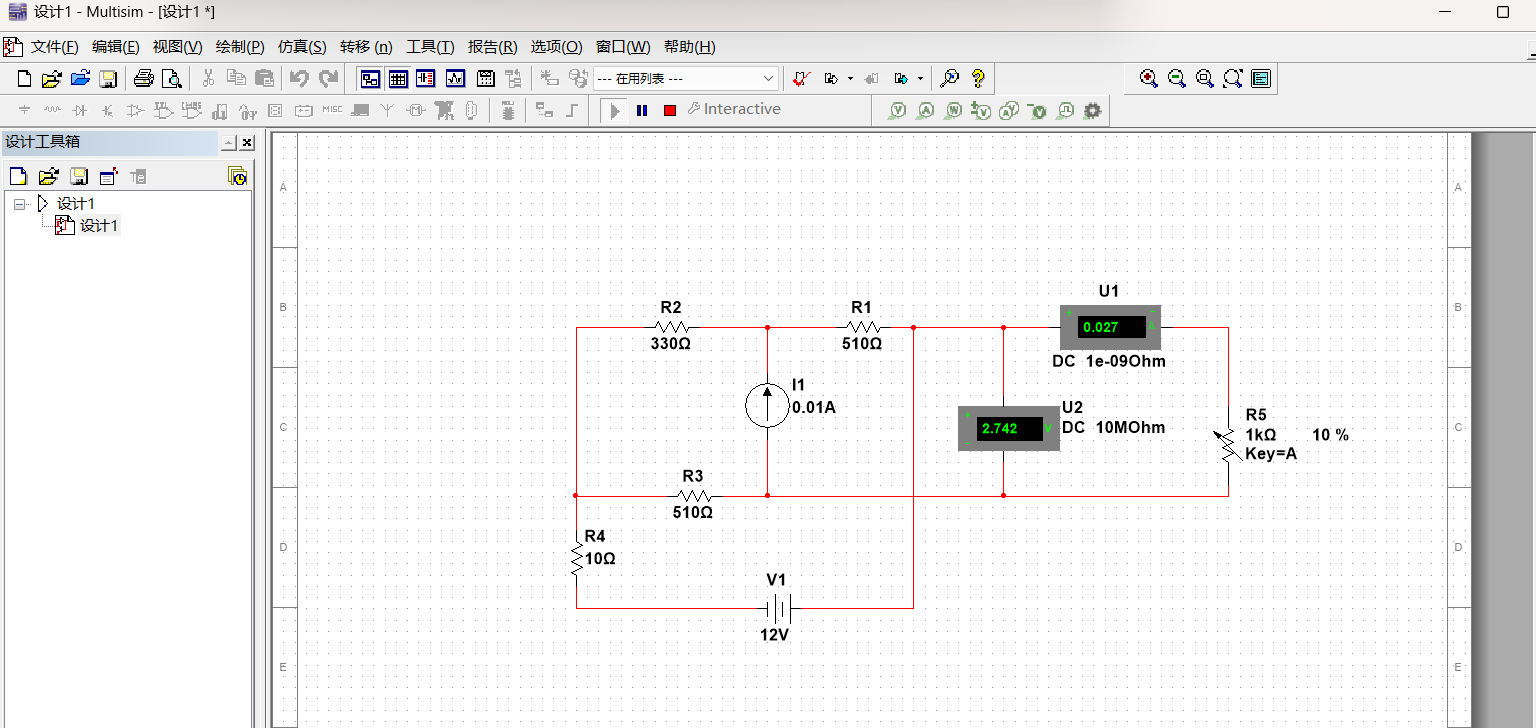 设计1 - Multisim - [设计1 *]
文件(F) 编辑(E) 视图(V) 绘制(P) 仿真(S) 转移 (n) 工具(T) 报告(R) 选项(O) 窗口(W) 帮助(H)
--- 在用列表 ---
MISC Interactive
设计工具箱
设计1
设计1
A A
U1
B R2 R1 B
0.027 A
330Ω 510Ω
DC 1e-09Ohm
I1
0.01A
U2
R5
C 2.742 V DC 10MOhm 1kΩ 10 % C
Key=A
R3
510Ω
R4
D 10Ω D
V1
12V
E E